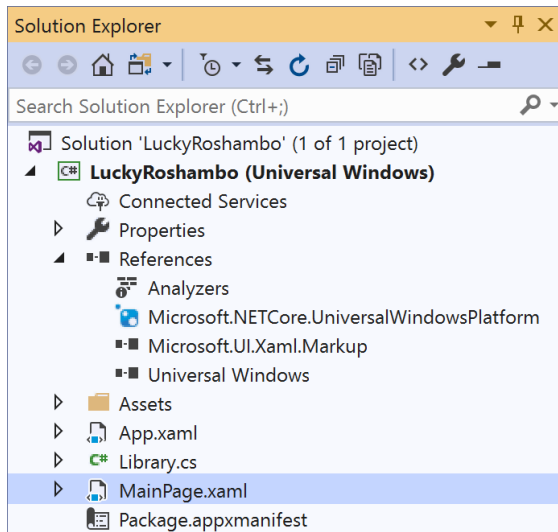 Solution Explorer
Search Solution Explorer (Ctrl+;)
Solution 'LuckyRoshambo' (1 of 1 project)
C# LuckyRoshambo (Universal Windows)
Connected Services
Properties
References
Analyzers
Microsoft.NETCore.UniversalWindowsPlatform
Microsoft.UI.Xaml.Markup
Universal Windows
Assets
App.xaml
C# Library.cs
MainPage.xaml
Package.appxmanifest